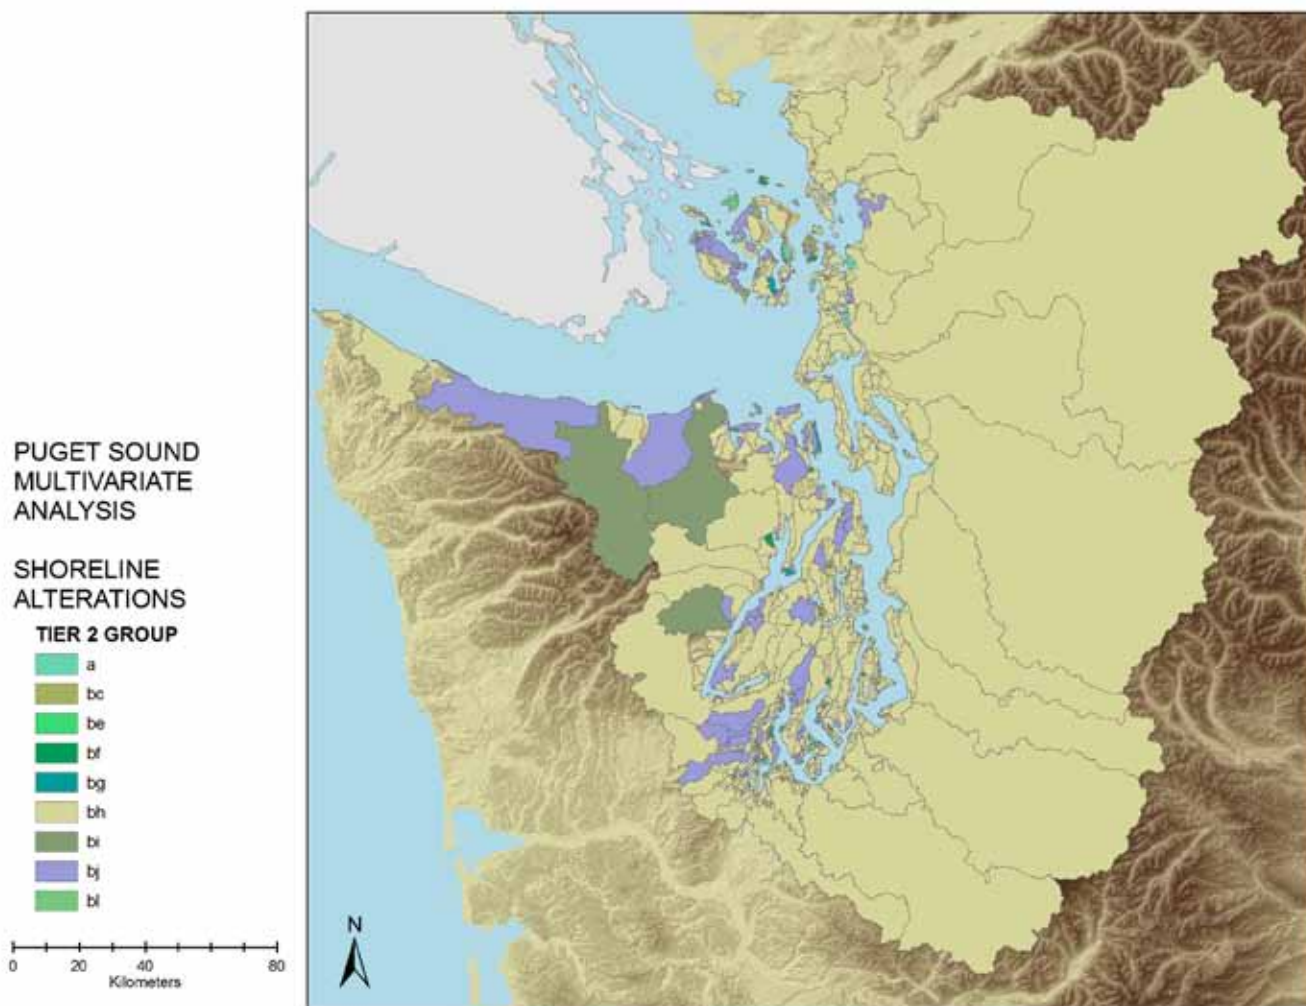 PUGET SOUND
MULTIVARIATE
ANALYSIS
SHORELINE
ALTERATIONS
TIER 2 GROUP
a
bc
be
bf
bg
bh
bi
bj
bl
0 20 40 80
Kilometers
N